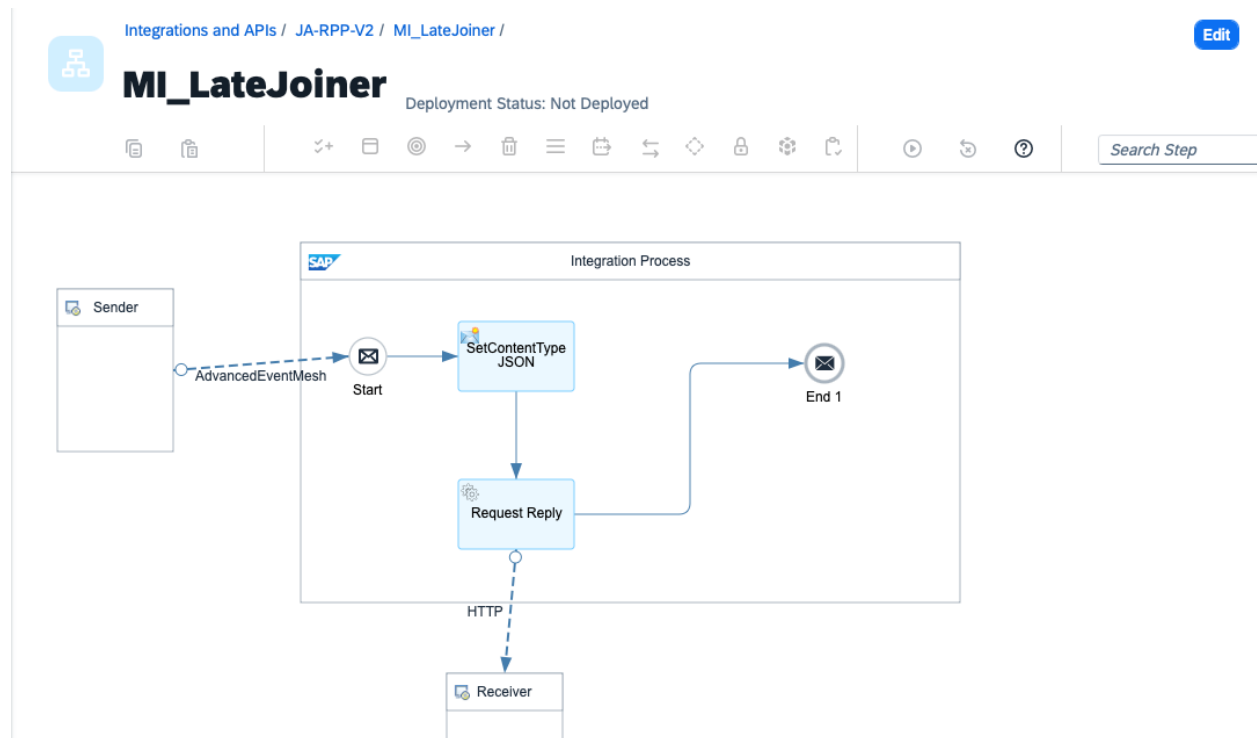 Integrations and APIs / JA-RPP-V2 / MI_LateJoiner /
Edit
MI_LateJoiner
Deployment Status: Not Deployed
Search Step
SAP
Integration Process
Sender
SetContentType
JSON
AdvancedEventMesh
Start
End 1
Request Reply
HTTP
Receiver